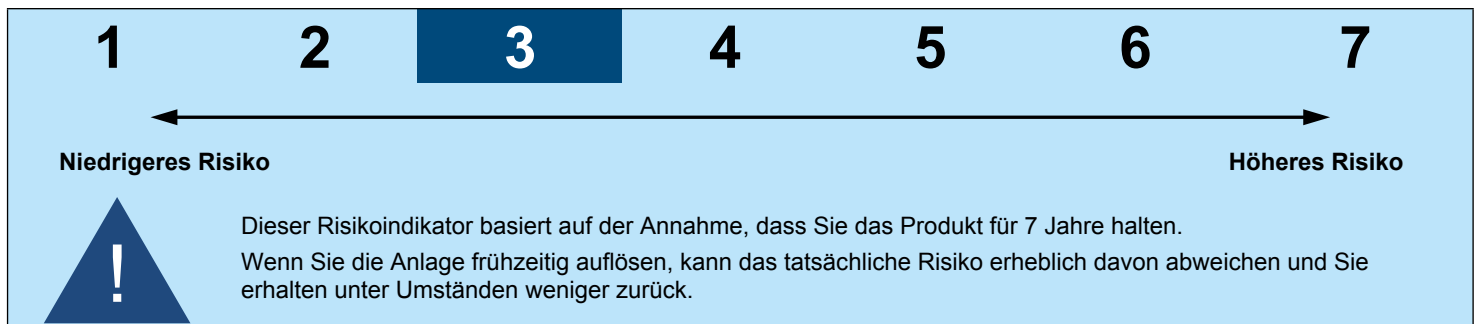 1 2 3 4 5 6 7
Niedrigeres Risiko Höheres Risiko
! Dieser Risikoindikator basiert auf der Annahme, dass Sie das Produkt für 7 Jahre halten.
Wenn Sie die Anlage frühzeitig auflösen, kann das tatsächliche Risiko erheblich davon abweichen und Sie
erhalten unter Umständen weniger zurück.